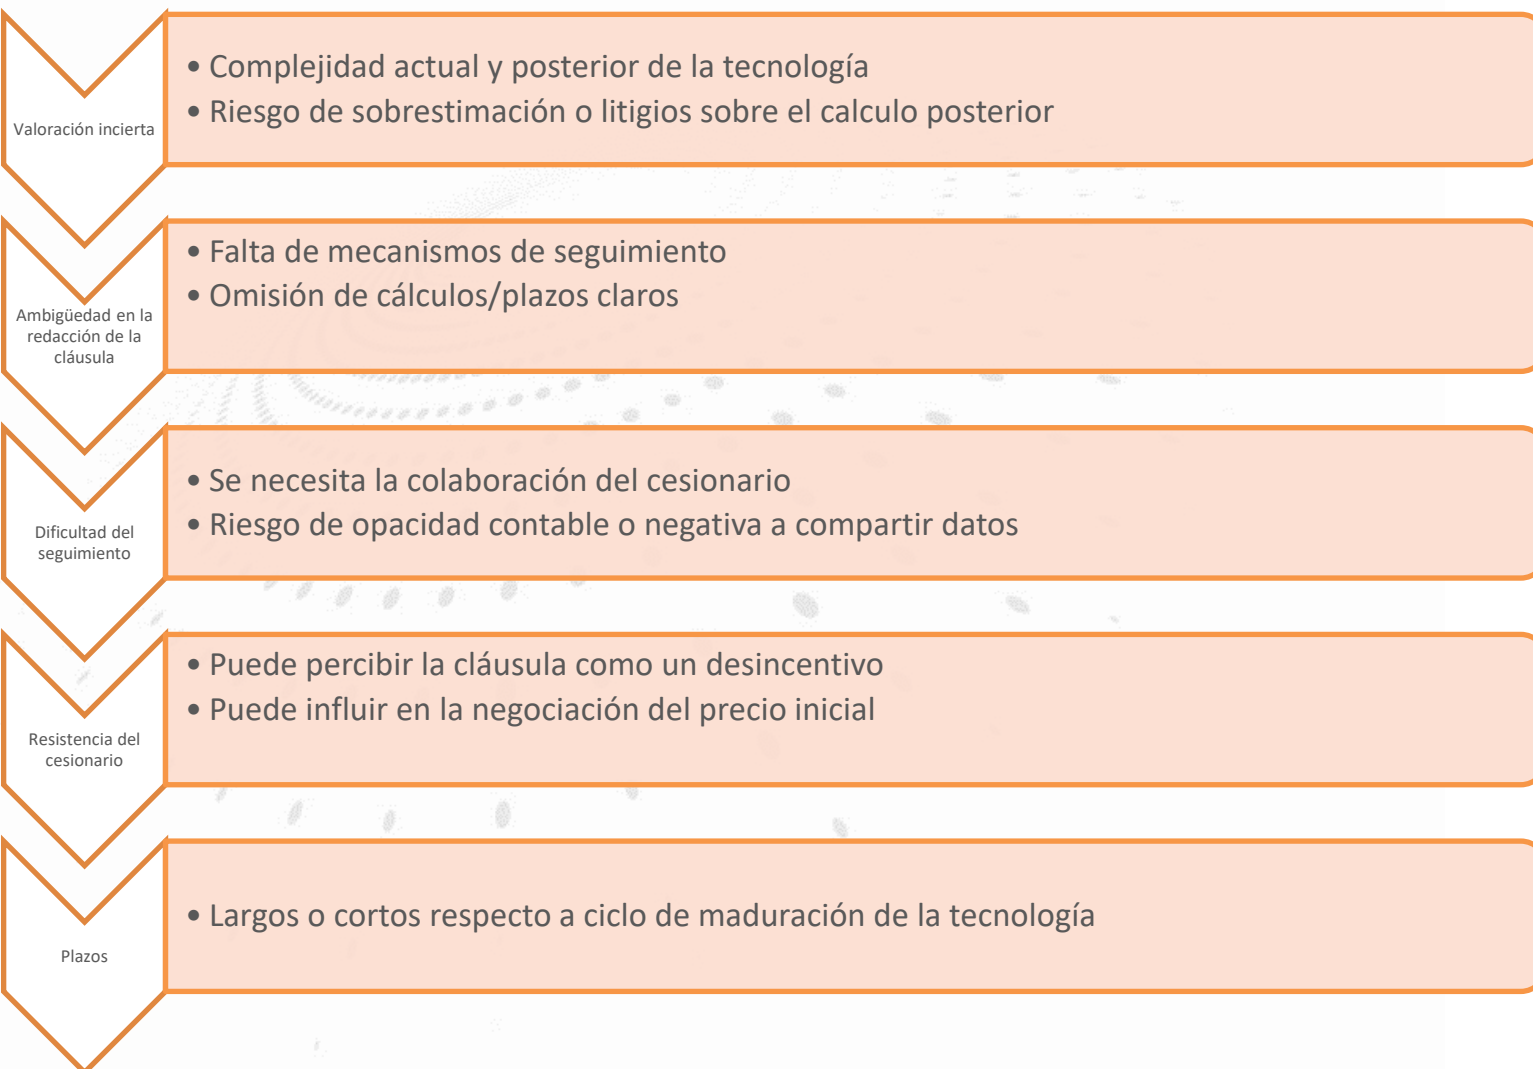 Valoración incierta
• Complejidad actual y posterior de la tecnología
• Riesgo de sobrestimación o litigios sobre el calculo posterior
Ambigüedad en la
redacción de la
cláusula
• Falta de mecanismos de seguimiento
• Omisión de cálculos/plazos claros
Dificultad del
seguimiento
• Se necesita la colaboración del cesionario
• Riesgo de opacidad contable o negativa a compartir datos
Resistencia del
cesionario
• Puede percibir la cláusula como un desincentivo
• Puede influir en la negociación del precio inicial
Plazos
• Largos o cortos respecto a ciclo de maduración de la tecnología